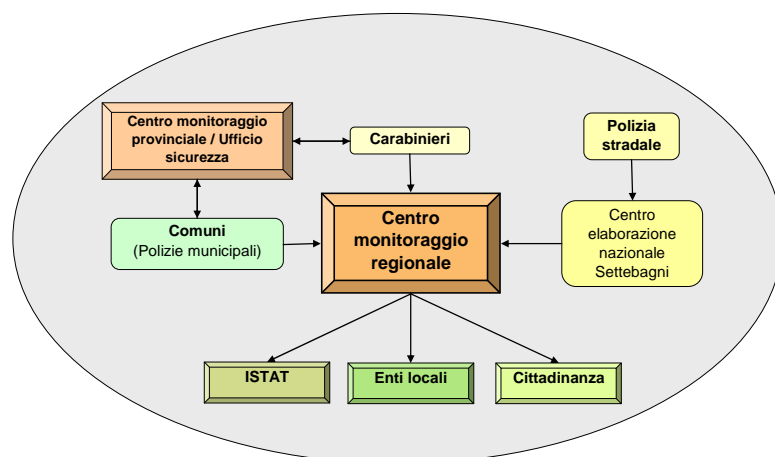 Centro monitoraggio
provinciale / Ufficio
sicurezza
Carabinieri
Polizia
stradale
Comuni
(Polizie municipali)
Centro
monitoraggio
regionale
Centro
elaborazione
nazionale
Settebagni
ISTAT
Enti locali
Cittadinanza